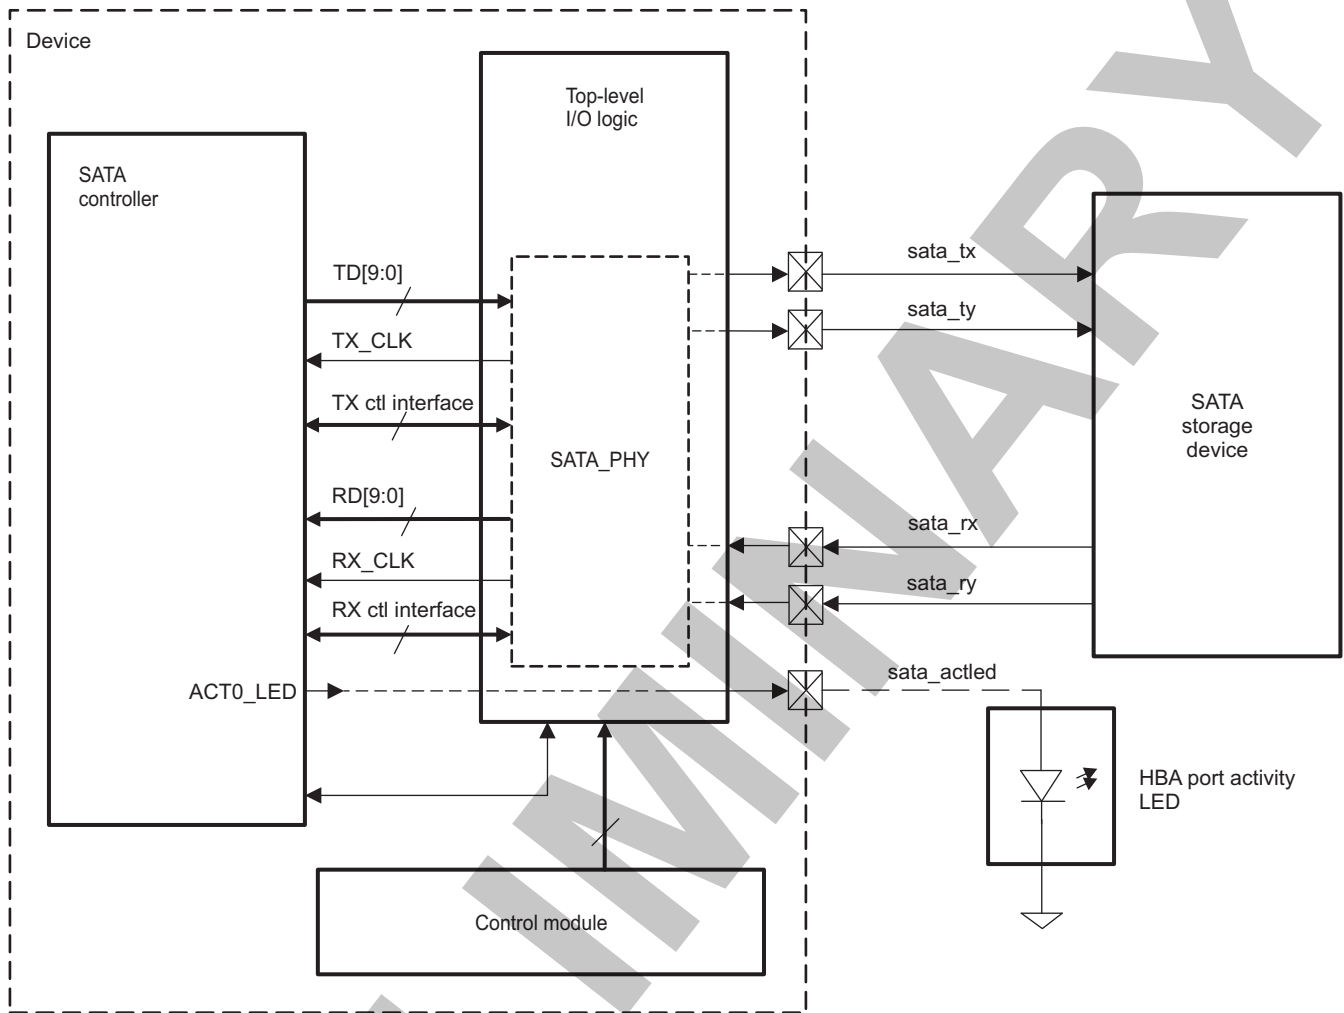 Device
Top-level
I/O logic
SATA
controller
TD[9:0]
TX_CLK
TX ctl interface
RD[9:0]
RX_CLK
RX ctl interface
ACT0_LED
SATA_PHY
sata_tx
sata_ty
sata_rx
sata_ry
sata_actled
SATA
storage
device
HBA port activity
LED
Control module
IMINARY